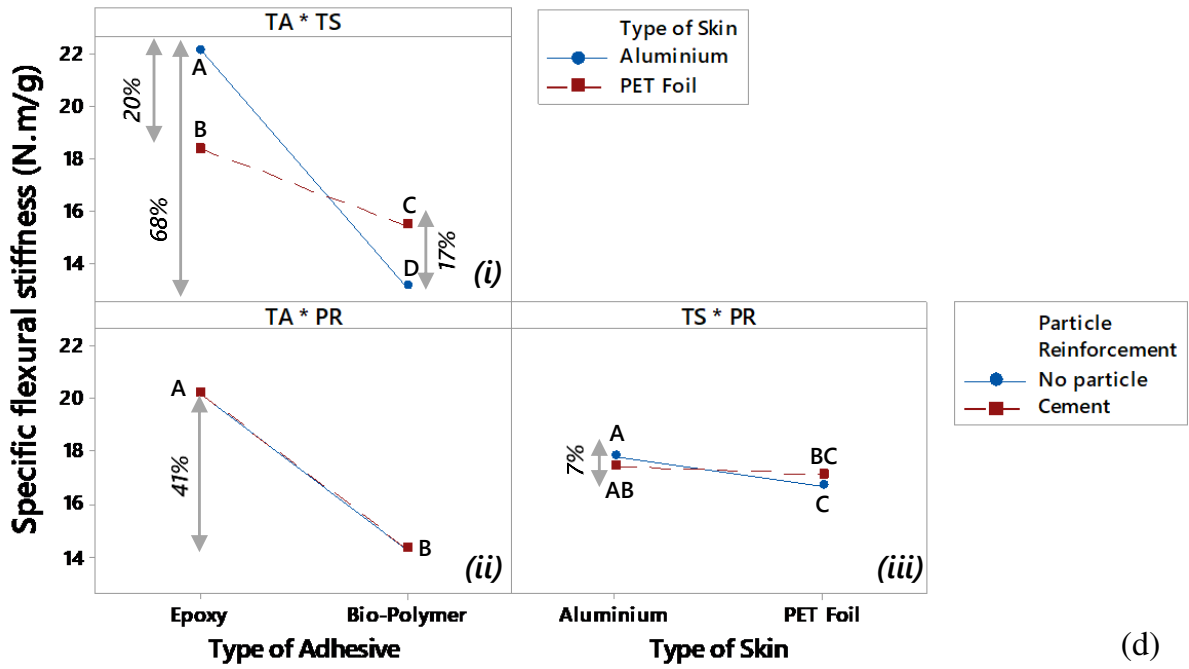 TA * TS
Type of Skin
Aluminium
PET Foil
Specific flexural stiffness (N.m/g)
22
20
18
16
14
A
B
C
D
20%
68%
17%
(i)
TA * PR
TS * PR
Particle
Reinforcement
No particle
Cement
22
20
18
16
14
A
41%
B
(ii)
A
7%
AB
BC
C
(iii)
Epoxy
Bio-Polymer
Aluminium
PET Foil
Type of Adhesive
Type of Skin
(d)